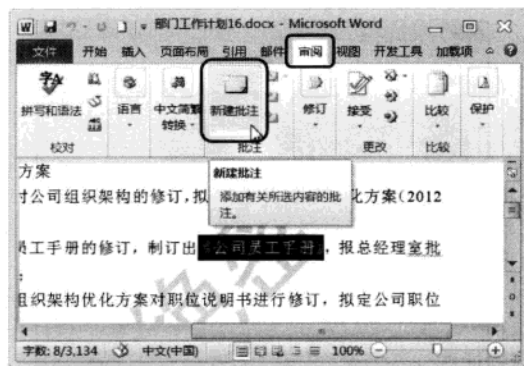 部门工作计划16.docx - Microsoft Word
文件 开始 插入 页面布局 引用 邮件 审阅 视图 开发工具 加载项
拼写和语法 语言 中文简繁转换 新建批注 修订 接受 比较 保护
校对 批注 更改 比较
新建批注
添加有关所选内容的批注。
方案
对公司组织架构的修订，拟 化方案（2012
员工手册的修订，制订出 公司员工手册，报总经理室批
组织架构优化方案对职位说明书进行修订，拟定公司职位
字数: 8/3,134 中文(中国) 100%